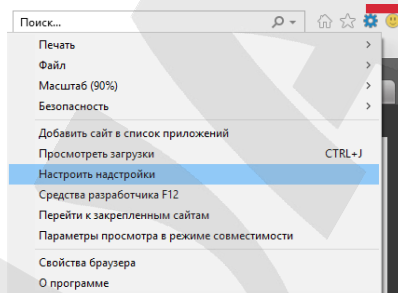 Поиск...
Печать
Файл
Масштаб (90%)
Безопасность
Добавить сайт в список приложений
Просмотреть загрузки CTRL+J
Настроить надстройки
Средства разработчика F12
Перейти к закрепленным сайтам
Параметры просмотра в режиме совместимости
Свойства браузера
О программе